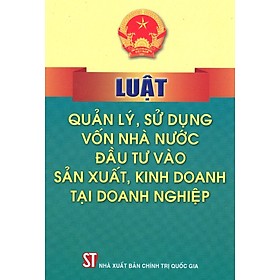 LUẬT
QUẢN LÝ, SỬ DỤNG
VỐN NHÀ NƯỚC
ĐẦU TƯ VÀO
SẢN XUẤT, KINH DOANH
TẠI DOANH NGHIỆP
ST NHÀ XUẤT BẢN CHÍNH TRỊ QUỐC GIA